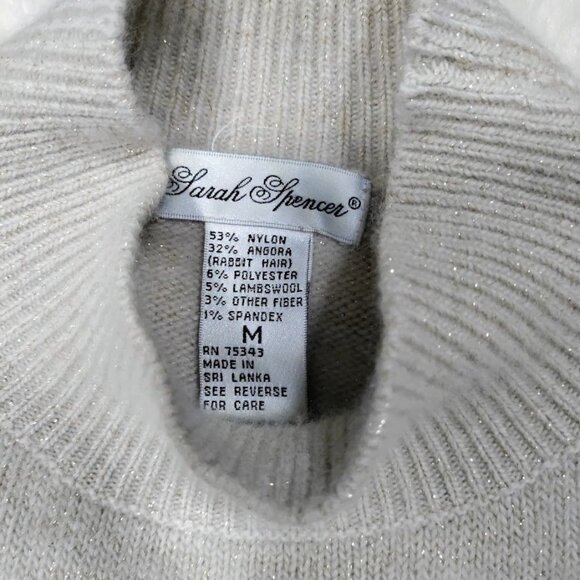 Sarah Spencer®
53% NYLON
32% ANGORA
(RABBIT HAIR)
6% POLYESTER
5% LAMBSWOOL
3% OTHER FIBER
1% SPANDEX
M
RN 75343
MADE IN
SRI LANKA
SEE REVERSE
FOR CARE